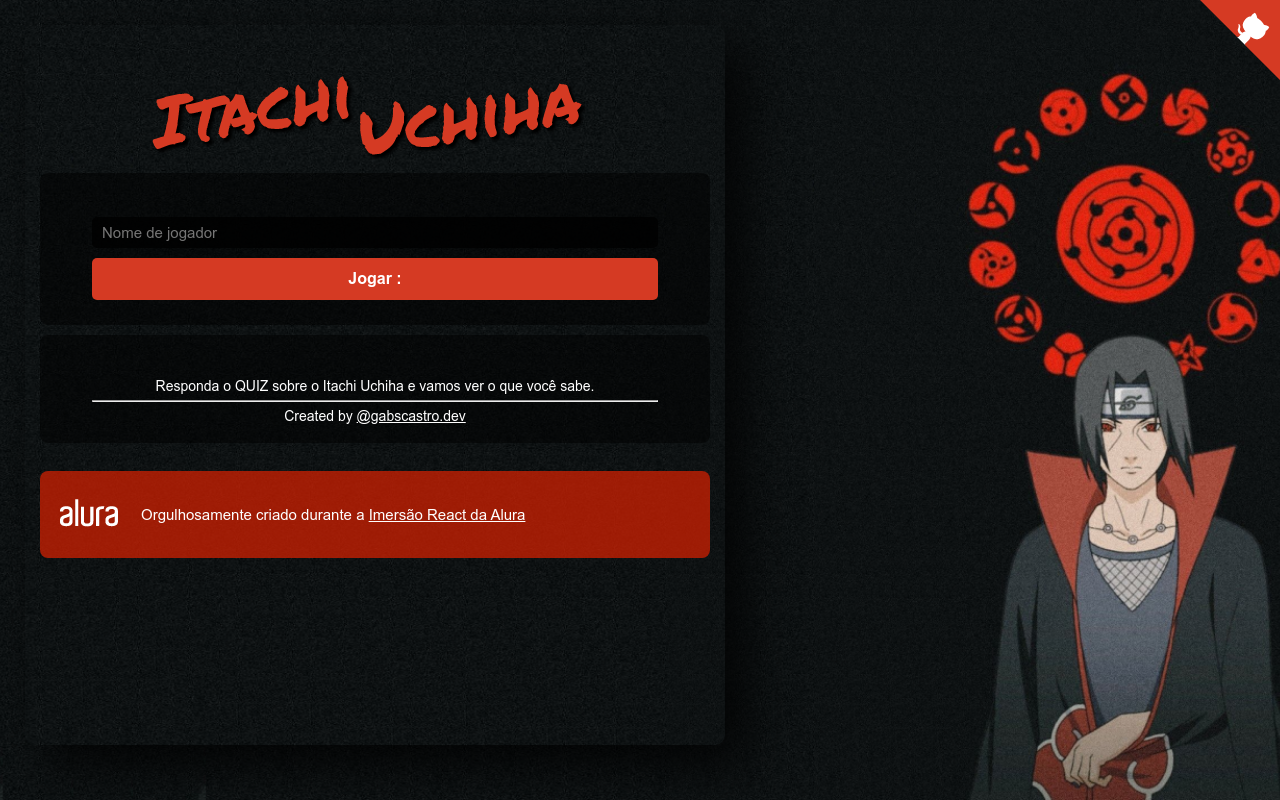 Itachi Uchiha
Nome de jogador
Jogar :
Responda o QUIZ sobre o Itachi Uchiha e vamos ver o que você sabe.
Created by @gabscastro.dev
alura
Orgulhosamente criado durante a Imersão React da Alura